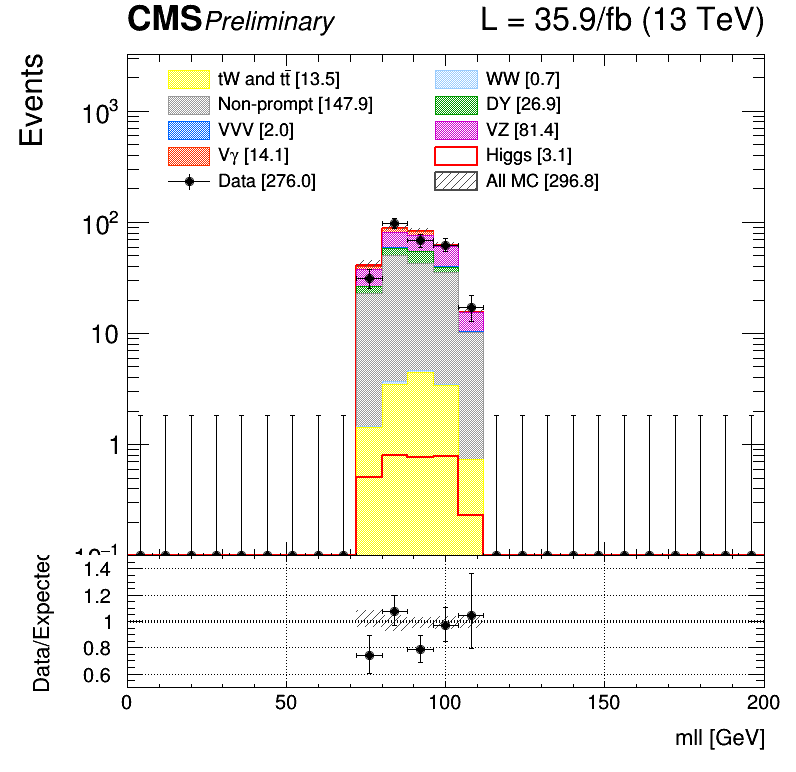 CMS Preliminary L = 35.9/fb (13 TeV)
Events
tW and tt̄ [13.5] WW [0.7]
Non-prompt [147.9] DY [26.9]
VVV [2.0] VZ [81.4]
Vγ [14.1] Higgs [3.1]
Data [276.0] All MC [296.8]
10³
10²
10
1
10⁻¹
Data/Expected
1.4
1.2
1
0.8
0.6
0 50 100 150 200
mll [GeV]